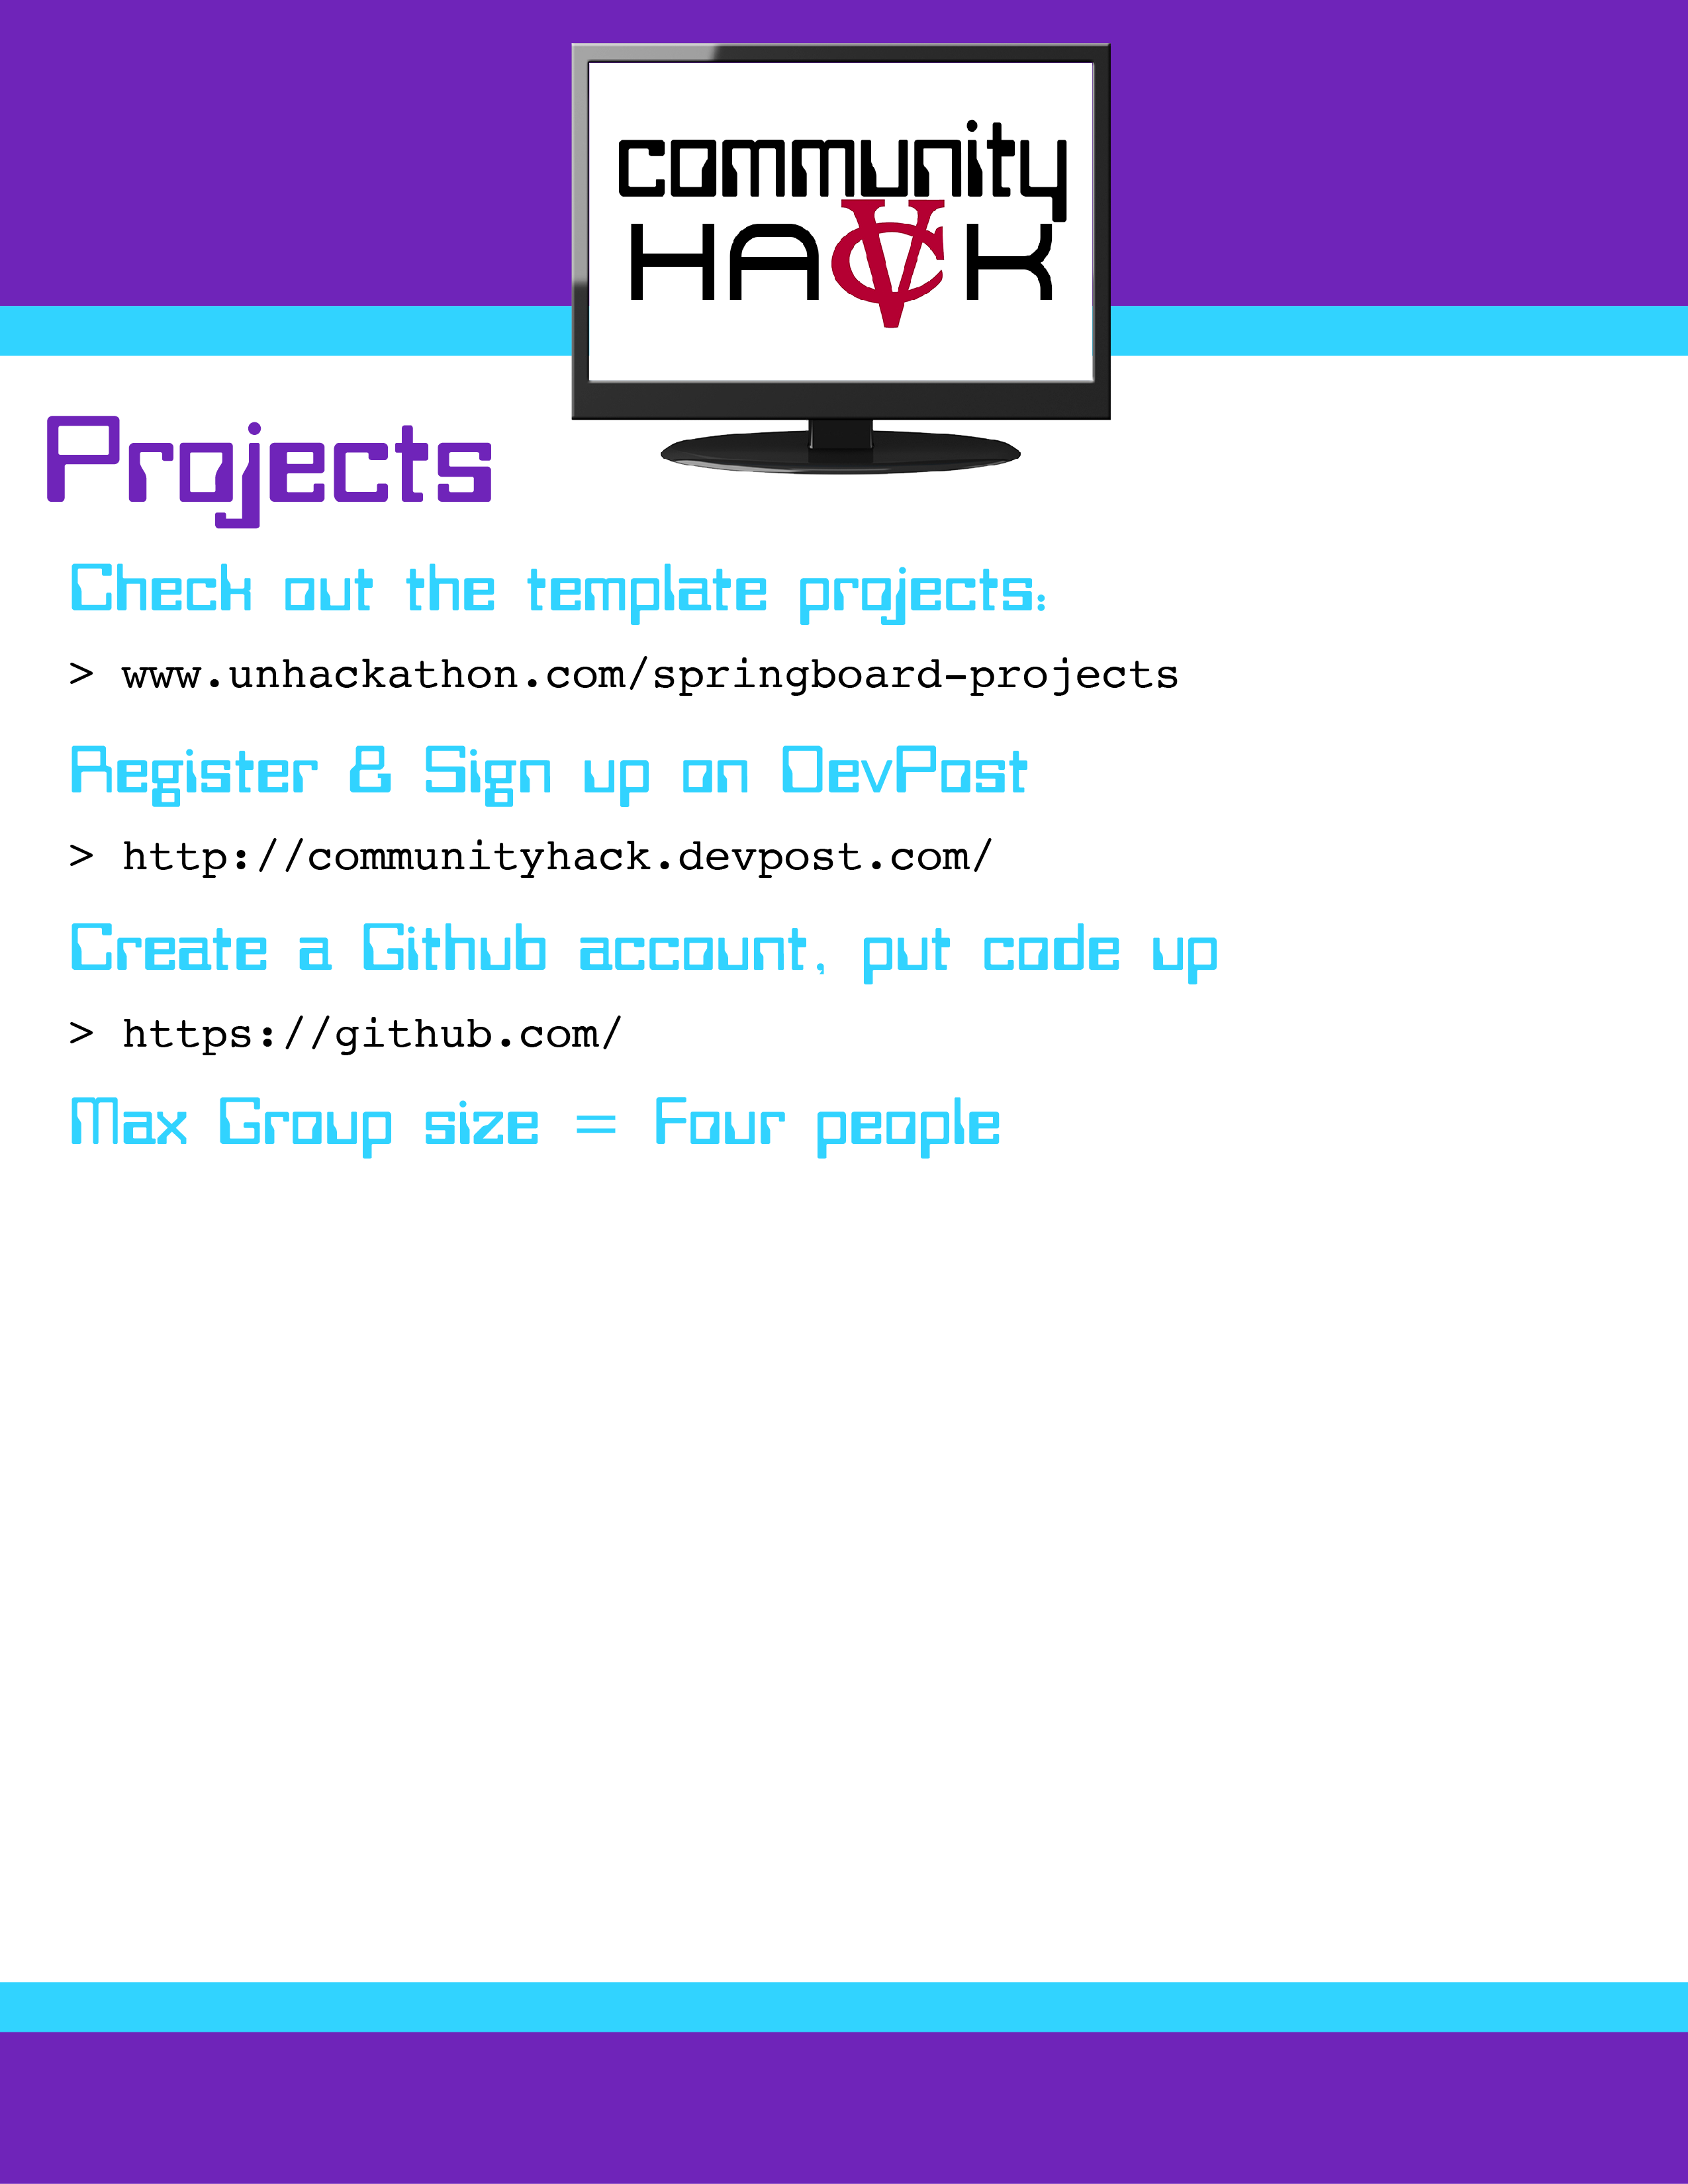 community
HACK
Projects
Check out the template projects:
> www.unhackathon.com/springboard-projects
Register & Sign up on DevPost
> http://communityhack.devpost.com/
Create a Github account, put code up
> https://github.com/
Max Group size = Four people